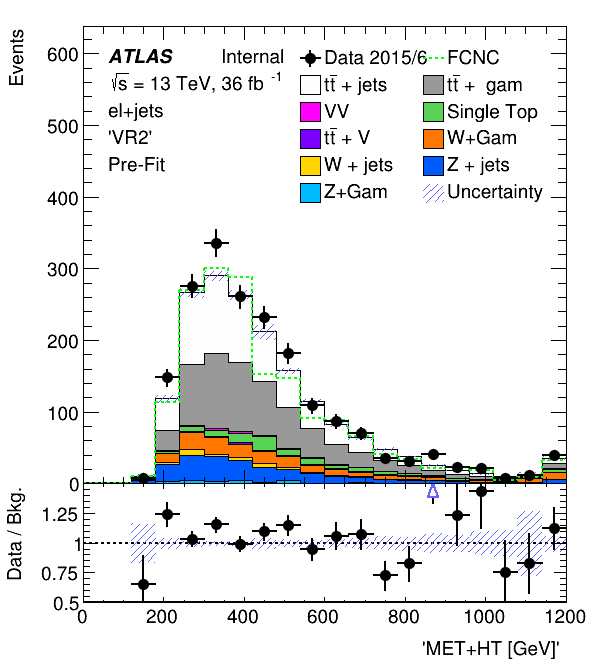 Events
600
500
400
300
200
100
0
ATLAS Internal
√s = 13 TeV, 36 fb⁻¹
el+jets
'VR2'
Pre-Fit
Data 2015/6 FCNC
tt̄ + jets tt̄ + gam
VV Single Top
tt̄ + V W+Gam
W + jets Z + jets
Z+Gam Uncertainty
Data / Bkg.
1.25
1
0.75
0.5
0 200 400 600 800 1000 1200
'MET+HT [GeV]'